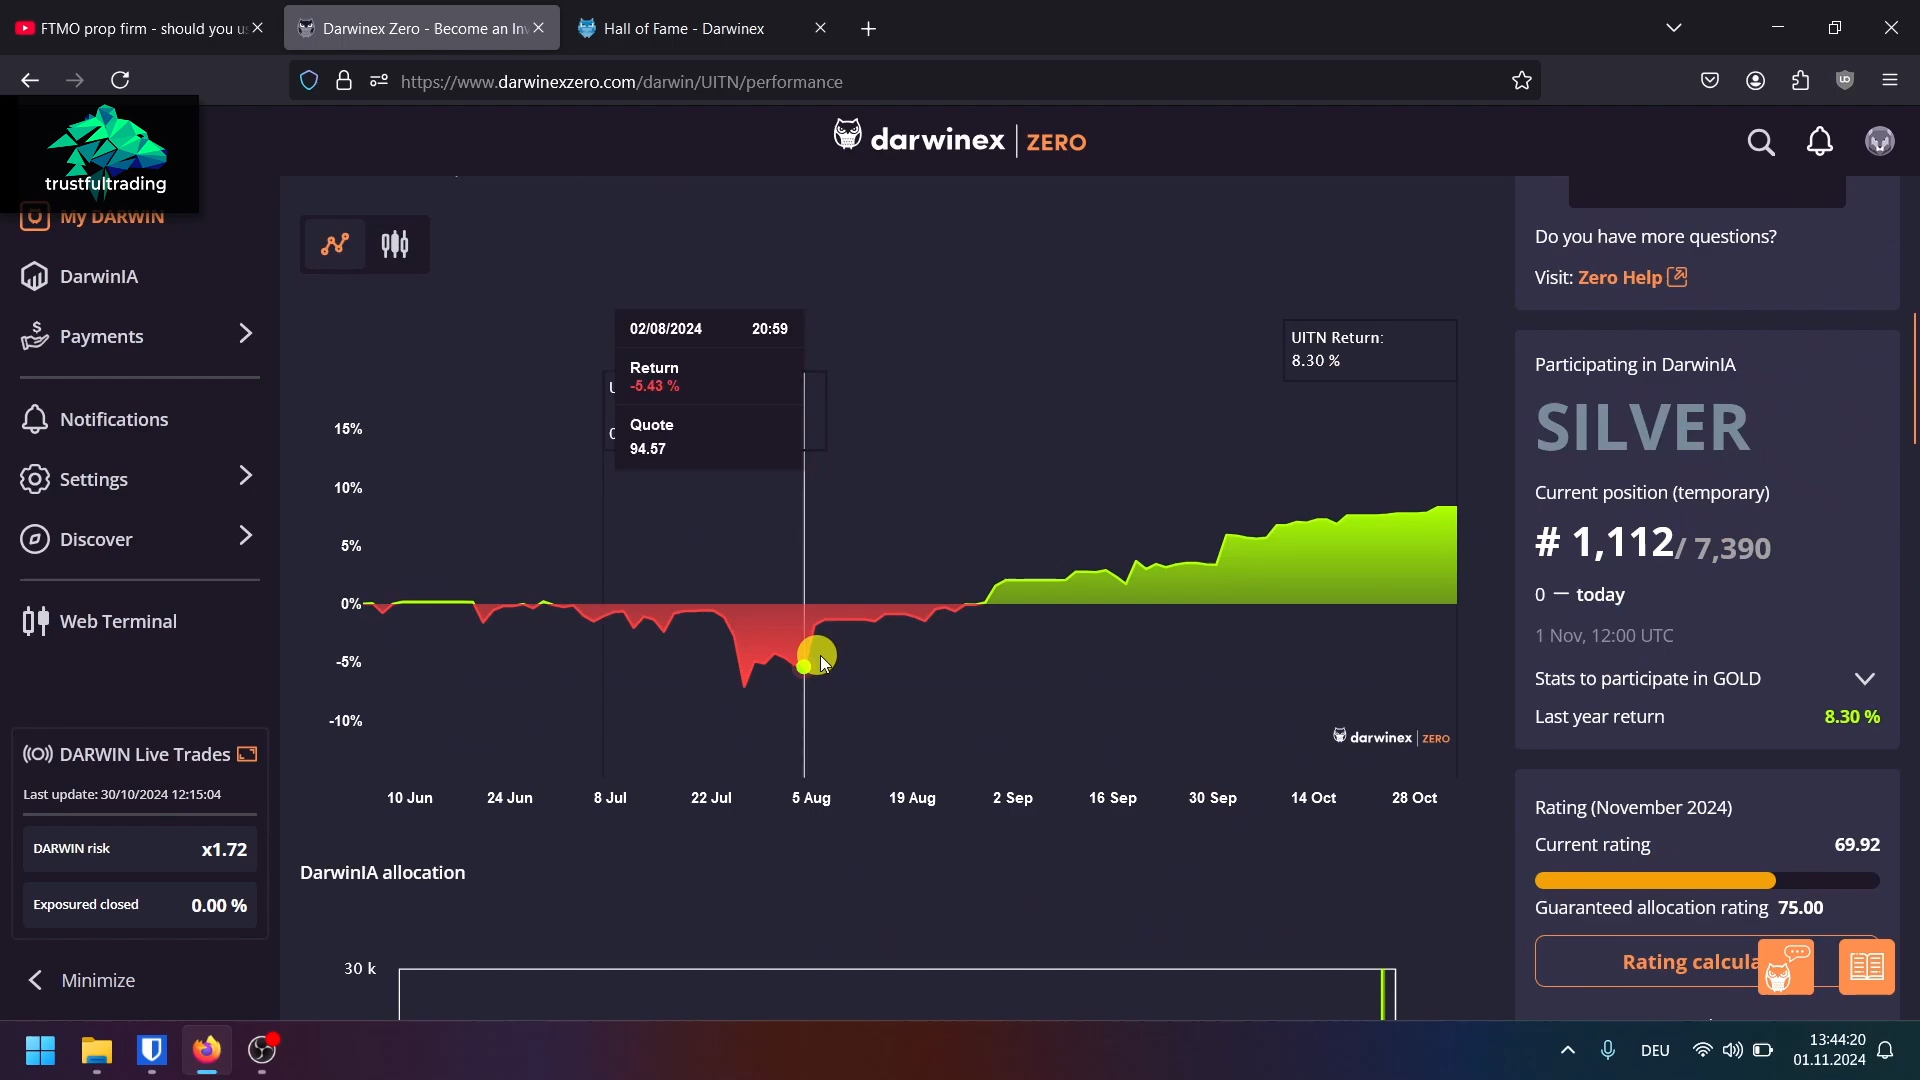 FTMO prop firm - should you us
Darwinex Zero - Become an Inv
Hall of Fame - Darwinex
https://www.darwinexzero.com/darwin/UITN/performance
trustfultrading
darwinex | ZERO
My DARWIN
DarwinIA
Payments
Notifications
Settings
Discover
Web Terminal
DARWIN Live Trades
Last update: 30/10/2024 12:15:04
DARWIN risk
x1.72
Exposured closed
0.00 %
Minimize
02/08/2024 20:59
Return
-5.43 %
Quote
94.57
UITN Return:
8.30 %
15%
10%
5%
0%
-5%
-10%
darwinex | ZERO
10 Jun
24 Jun
8 Jul
22 Jul
5 Aug
19 Aug
2 Sep
16 Sep
30 Sep
14 Oct
28 Oct
DarwinIA allocation
30 k
Do you have more questions?
Visit: Zero Help
Participating in DarwinIA
SILVER
Current position (temporary)
# 1,112 / 7,390
0 — today
1 Nov, 12:00 UTC
Stats to participate in GOLD
Last year return
8.30 %
Rating (November 2024)
Current rating
69.92
Guaranteed allocation rating 75.00
Rating calcula
DEU
13:44:20
01.11.2024